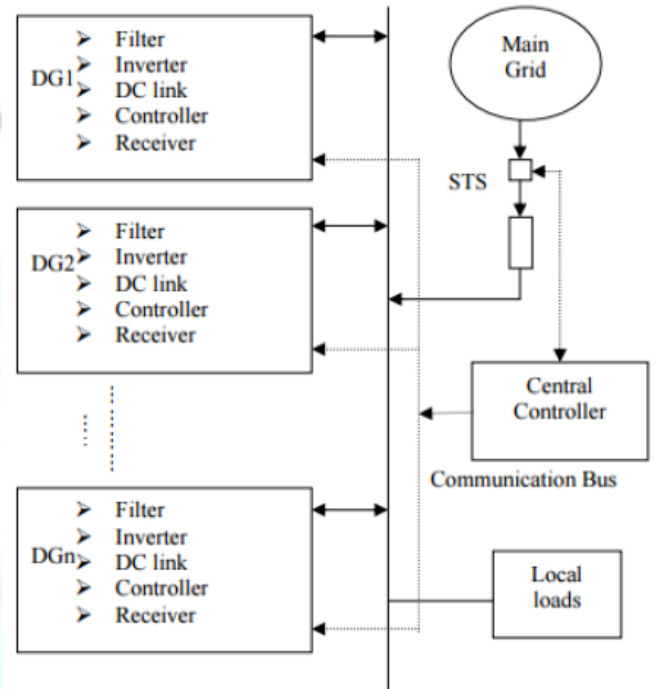 DG1
➤ Filter
➤ Inverter
➤ DC link
➤ Controller
➤ Receiver
Main
Grid
STS
DG2
➤ Filter
➤ Inverter
➤ DC link
➤ Controller
➤ Receiver
Central
Controller
Communication Bus
DGn
➤ Filter
➤ Inverter
➤ DC link
➤ Controller
➤ Receiver
Local
loads